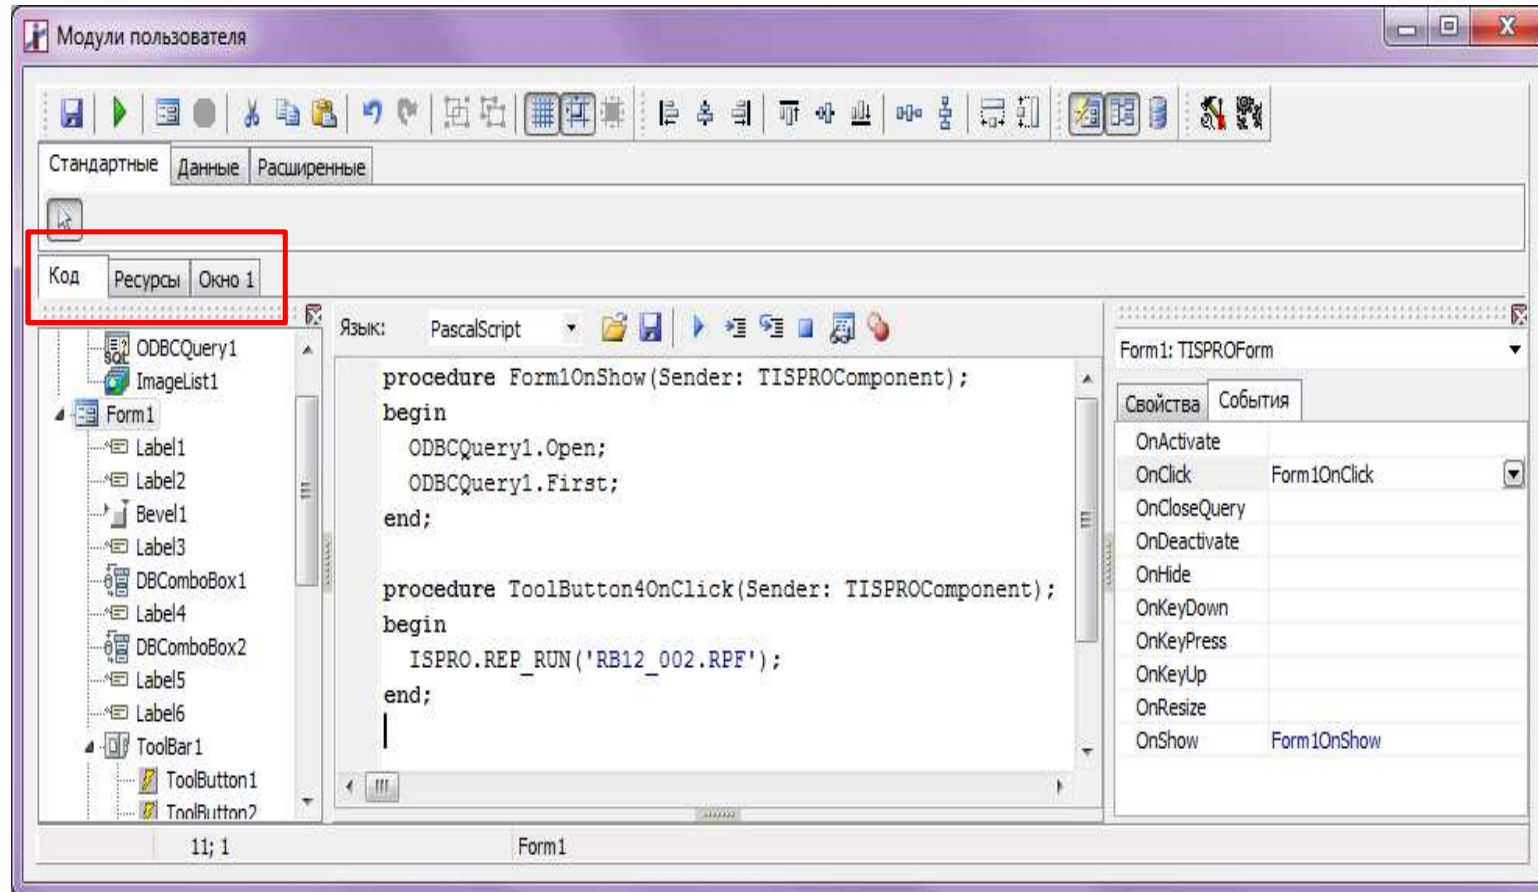 Модули пользователя
Стандартные Данные Расширенные
Код Ресурсы Окно 1
ODBCQuery1
ImageList1
Form1
Label1
Label2
Bevel1
Label3
DBComboBox1
Label4
DBComboBox2
Label5
Label6
ToolBar1
ToolButton1
ToolButton2
Язык: PascalScript
procedure Form1OnShow(Sender: TISPROComponent);
begin
ODBCQuery1.Open;
ODBCQuery1.First;
end;
procedure ToolButton4OnClick(Sender: TISPROComponent);
begin
ISPRO.REP_RUN('RB12_002.RPF');
end;
Form1: TISPROForm
Свойства События
OnActivate
OnClick Form1OnClick
OnCloseQuery
OnDeactivate
OnHide
OnKeyDown
OnKeyPress
OnKeyUp
OnResize
OnShow Form1OnShow
11; 1 Form1